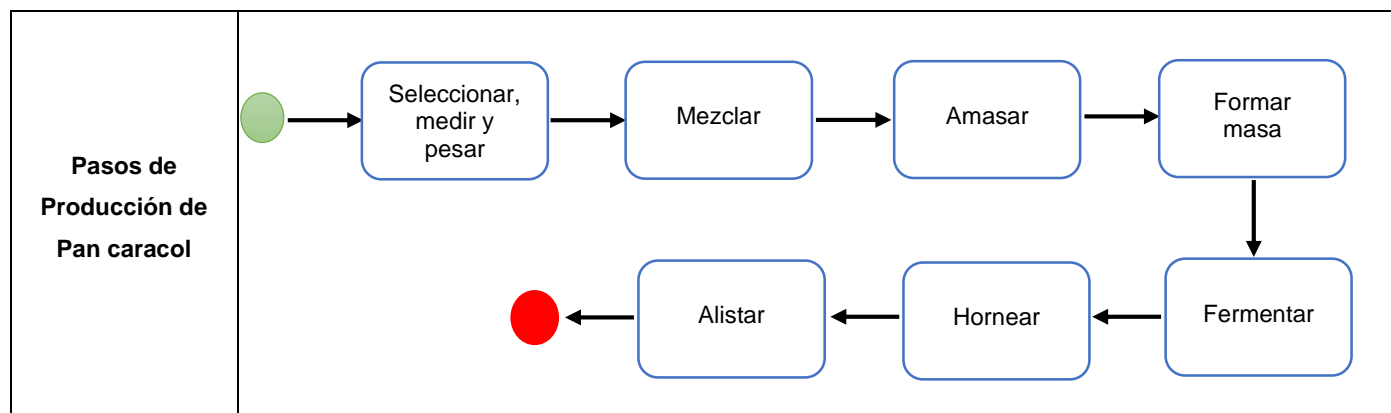 Pasos de
Producción de
Pan caracol
Seleccionar,
medir y
pesar
Mezclar
Amasar
Formar
masa
Fermentar
Hornear
Alistar